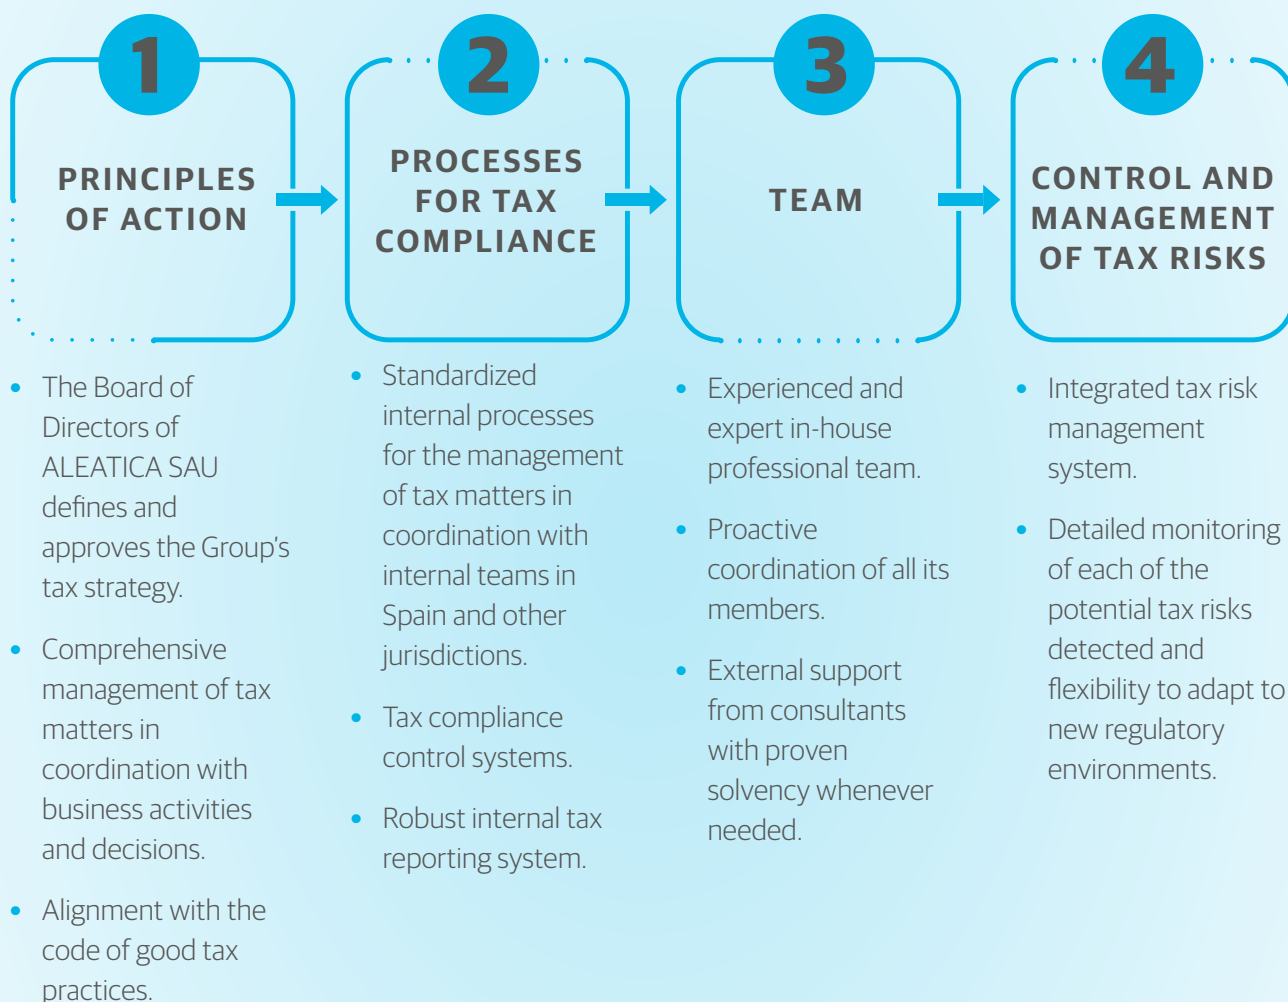 1
PRINCIPLES
OF ACTION
• The Board of
Directors of
ALEATICA SAU
defines and
approves the Group's
tax strategy.
• Comprehensive
management of tax
matters in
coordination with
business activities
and decisions.
• Alignment with the
code of good tax
practices.
2
PROCESSES
FOR TAX
COMPLIANCE
• Standardized
internal processes
for the management
of tax matters in
coordination with
internal teams in
Spain and other
jurisdictions.
• Tax compliance
control systems.
• Robust internal tax
reporting system.
3
TEAM
• Experienced and
expert in-house
professional team.
• Proactive
coordination of all its
members.
• External support
from consultants
with proven
solvency whenever
needed.
4
CONTROL AND
MANAGEMENT
OF TAX RISKS
• Integrated tax risk
management
system.
• Detailed monitoring
of each of the
potential tax risks
detected and
flexibility to adapt to
new regulatory
environments.